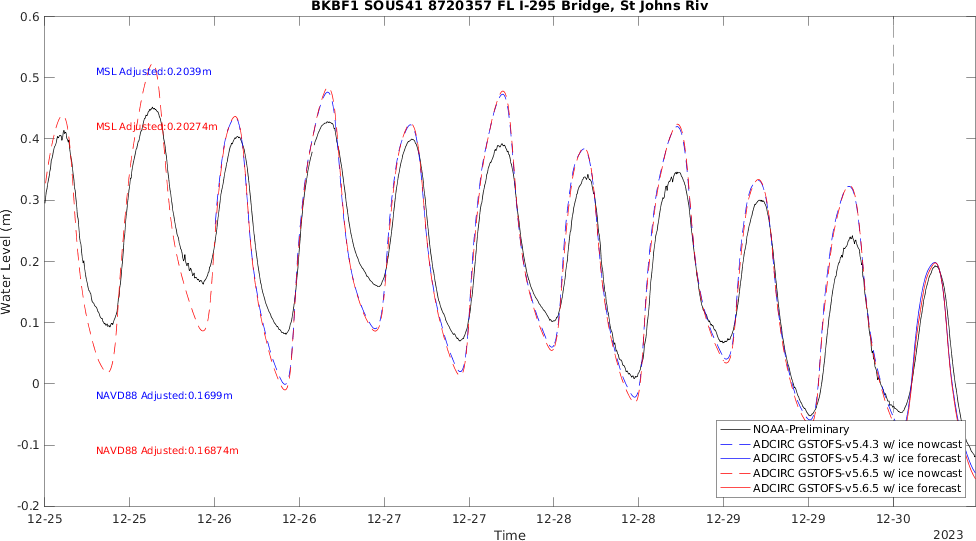 BKBF1 SOUS41 8720357 FL I-295 Bridge, St Johns Riv
0.6
0.5
0.4
0.3
0.2
0.1
0
-0.1
-0.2
Water Level (m)
MSL Adjusted:0.2039m
MSL Adjusted:0.20274m
NAVD88 Adjusted:0.1699m
NAVD88 Adjusted:0.16874m
NOAA-Preliminary
ADCIRC GSTOFS-v5.4.3 w/ ice nowcast
ADCIRC GSTOFS-v5.4.3 w/ ice forecast
ADCIRC GSTOFS-v5.6.5 w/ ice nowcast
ADCIRC GSTOFS-v5.6.5 w/ ice forecast
12-25 12-25 12-26 12-26 12-27 12-27 12-28 12-28 12-29 12-29 12-30
Time
2023